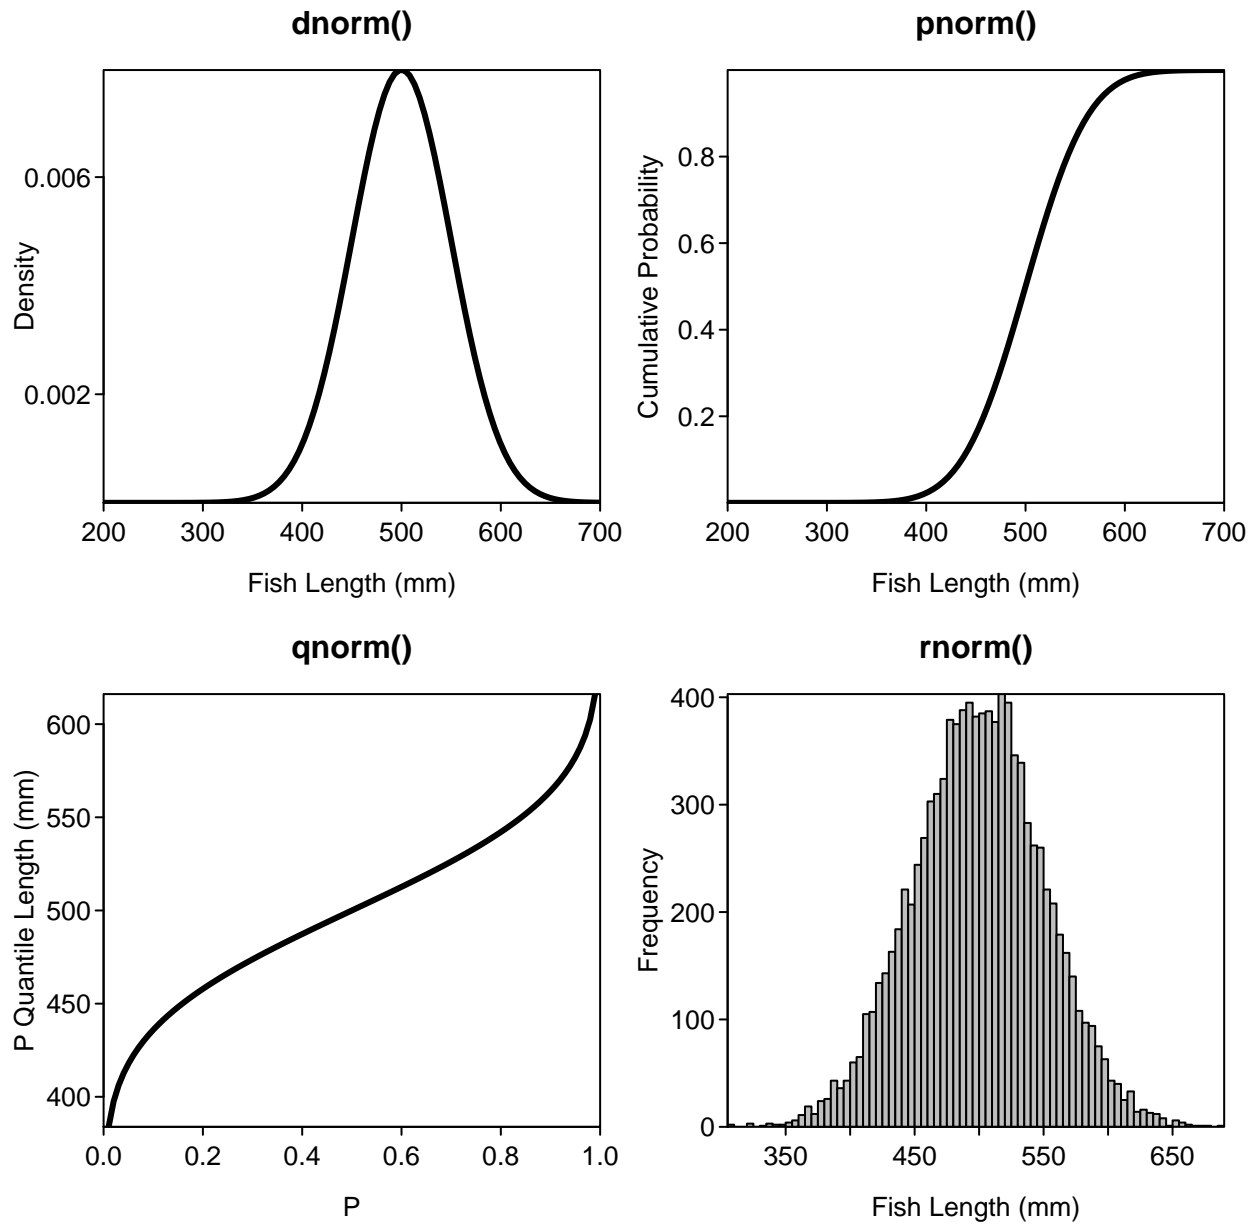 dnorm()
Density
0.006
0.002
200 300 400 500 600 700
Fish Length (mm)
pnorm()
Cumulative Probability
0.8
0.6
0.4
0.2
200 300 400 500 600 700
Fish Length (mm)
qnorm()
P Quantile Length (mm)
600
550
500
450
400
0.0 0.2 0.4 0.6 0.8 1.0
P
rnorm()
Frequency
400
300
200
100
0
350 450 550 650
Fish Length (mm)